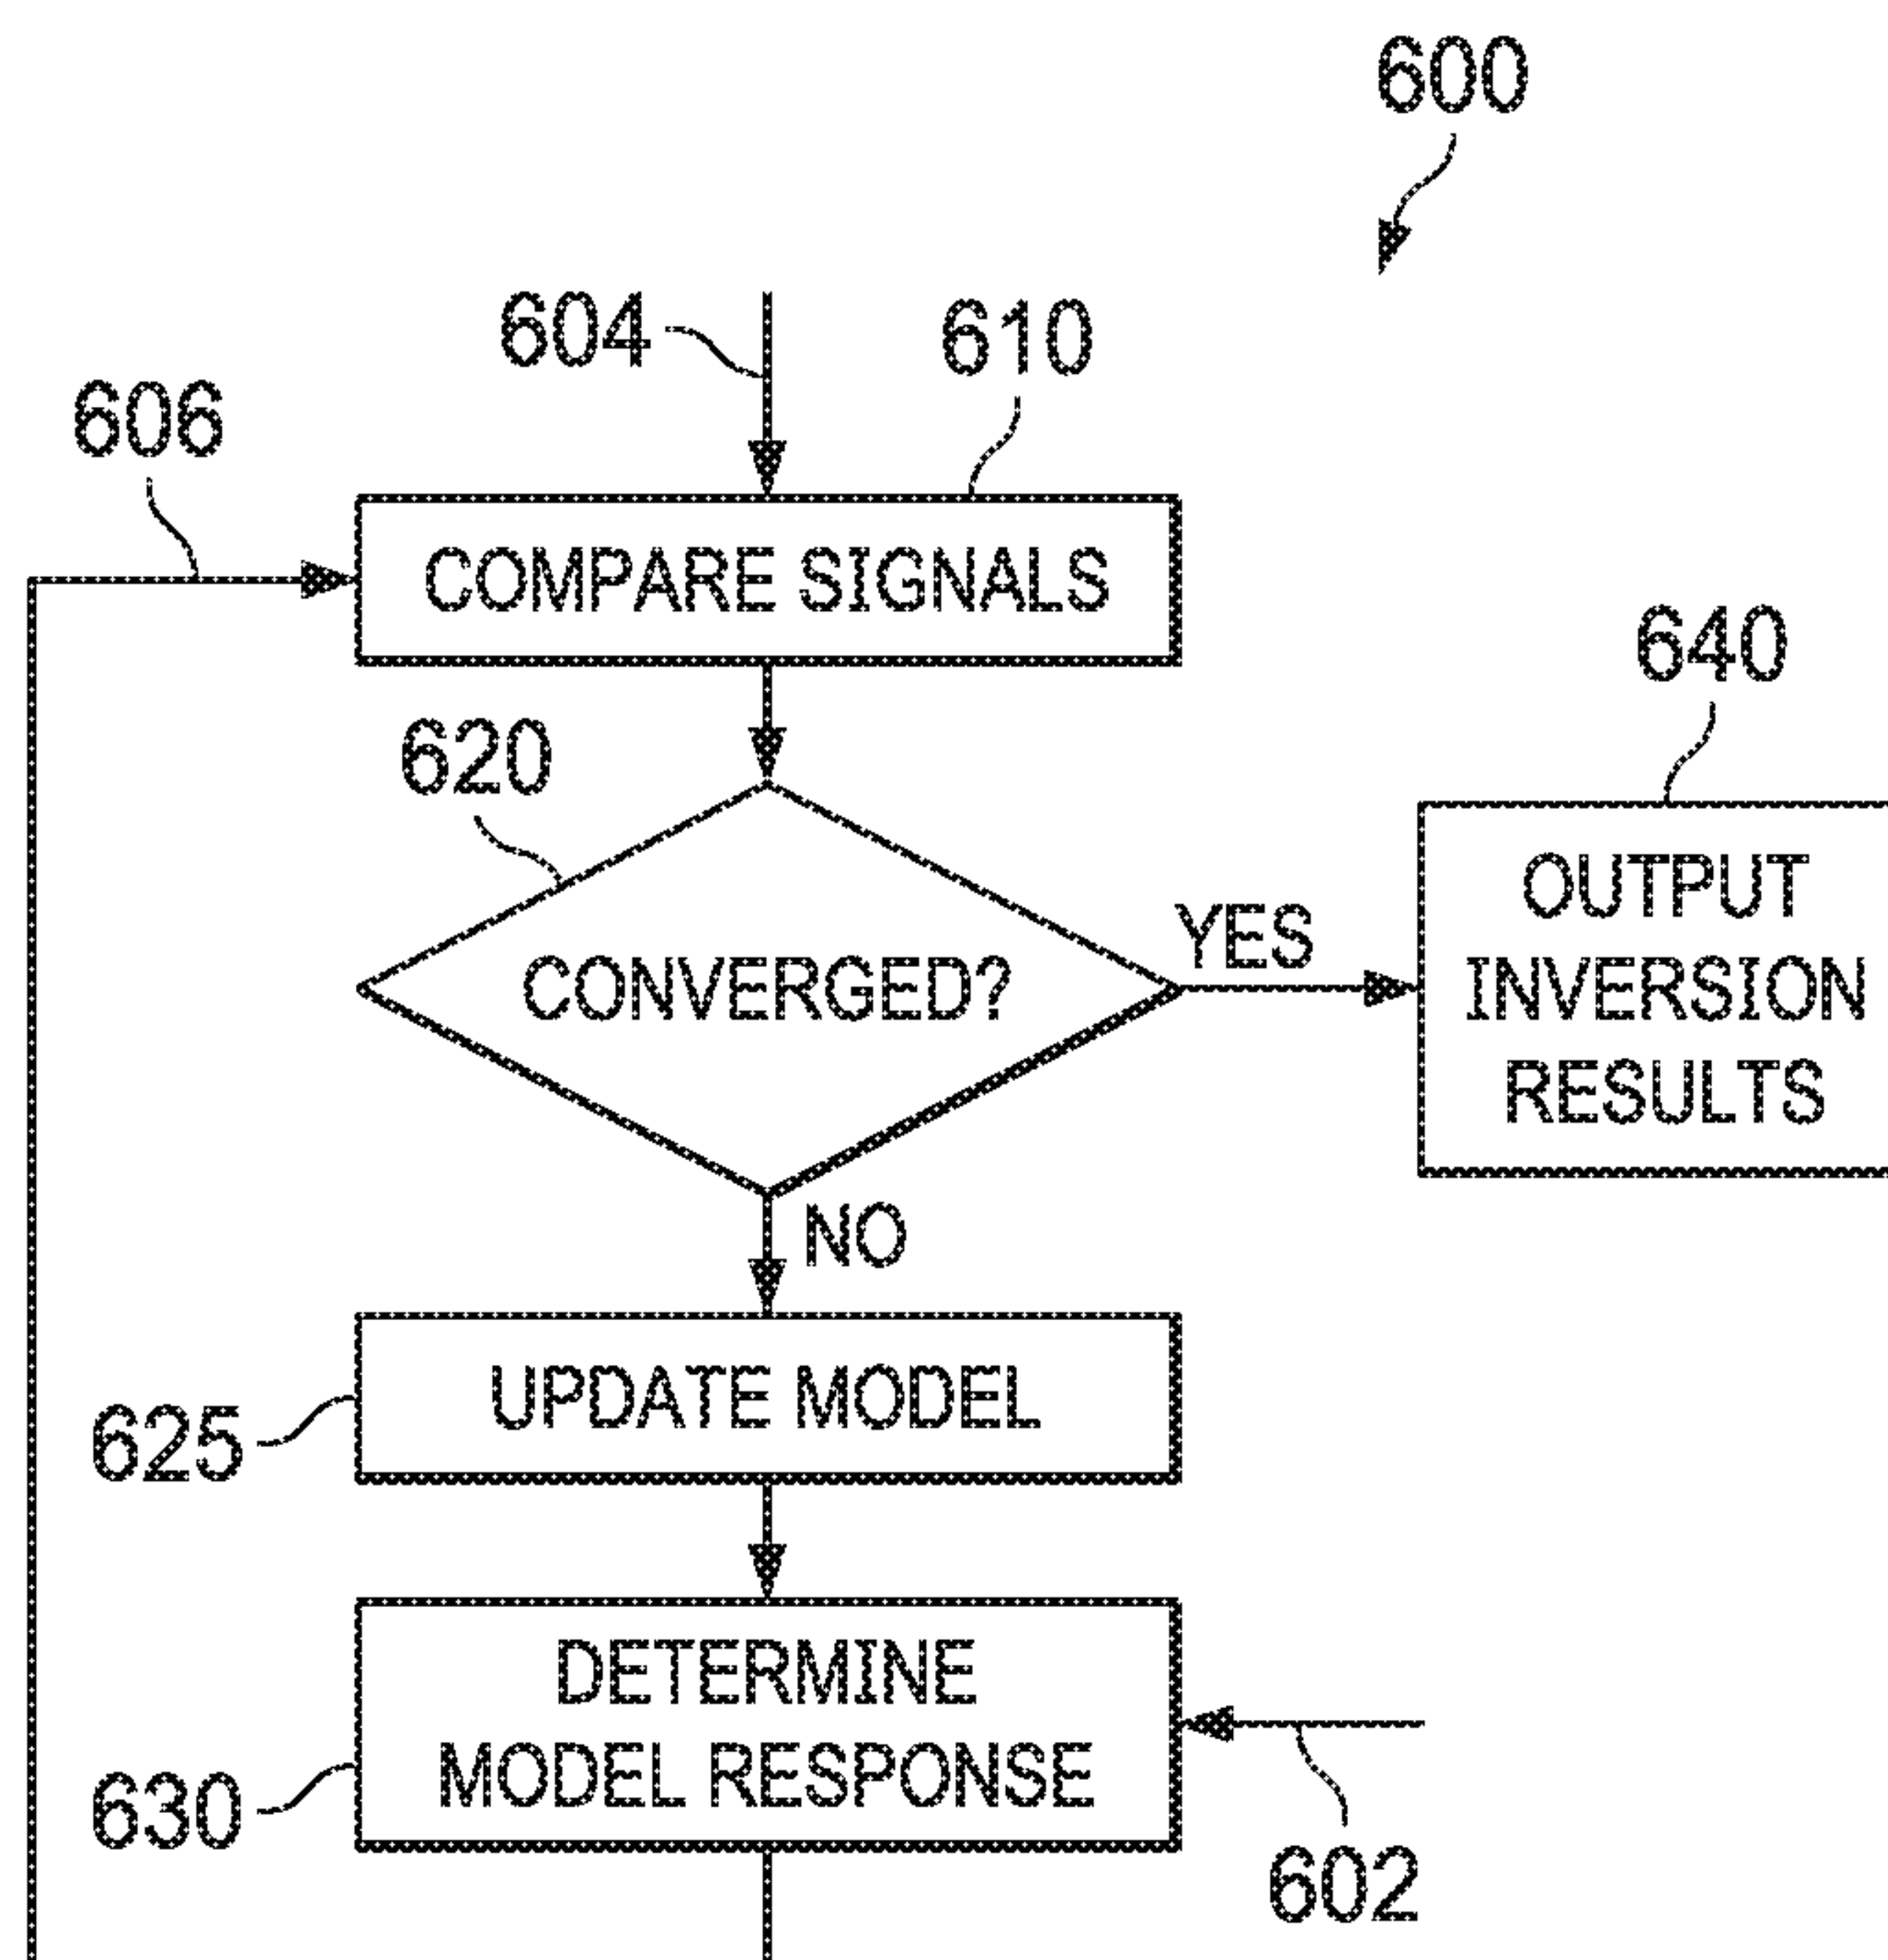 600
604
610
606
COMPARE SIGNALS
640
620
OUTPUT
INVERSION
RESULTS
YES
CONVERGED?
NO
UPDATE MODEL
625
DETERMINE
MODEL RESPONSE
630
602